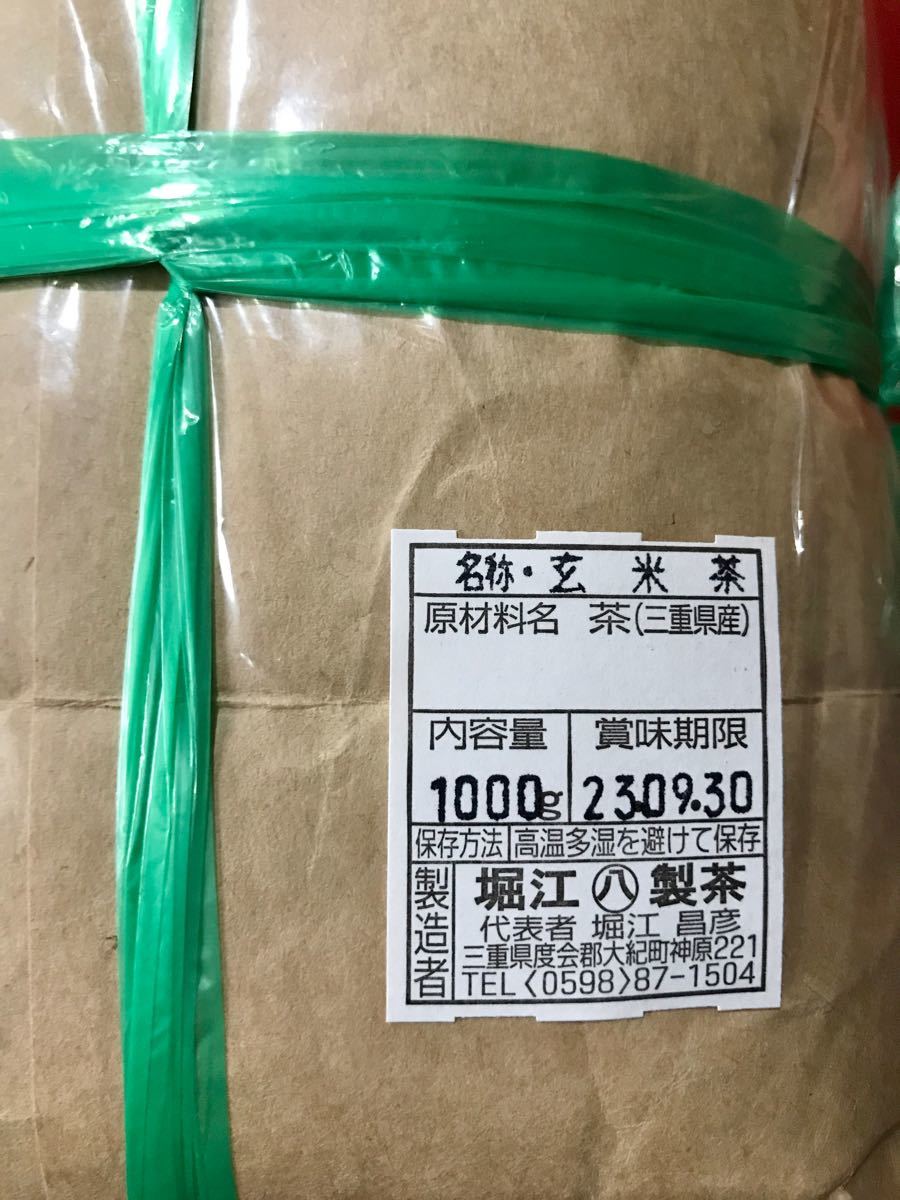 名称・玄米茶
原材料名 茶(三重県産)
内容量 賞味期限
1000g 23.09.30
保存方法 高温多湿を避けて保存
製造者
堀江㊇製茶
代表者 堀江 昌彦
三重県度会郡大紀町神原221
TEL〈0598〉87-1504